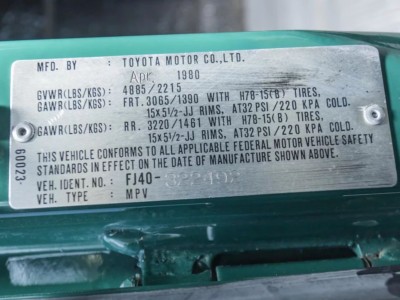 MFD. BY : TOYOTA MOTOR CO.,LTD.
Apr. 1980
GVWR(LBS/KGS): 4885/2215
GAWR(LBS/KGS): FRT. 3065/1390 WITH H78-15(B) TIRES,
15x5½-JJ RIMS, AT32 PSI/220 KPA COLD.
GAWR(LBS/KGS): RR. 3220/1461 WITH H78-15(B) TIRES,
15x5½-JJ RIMS, AT32 PSI/220 KPA COLD.
THIS VEHICLE CONFORMS TO ALL APPLICABLE FEDERAL MOTOR VEHICLE SAFETY
STANDARDS IN EFFECT ON THE DATE OF MANUFACTURE SHOWN ABOVE.
VEH. IDENT. NO. : FJ40-
VEH. TYPE : MPV
60023